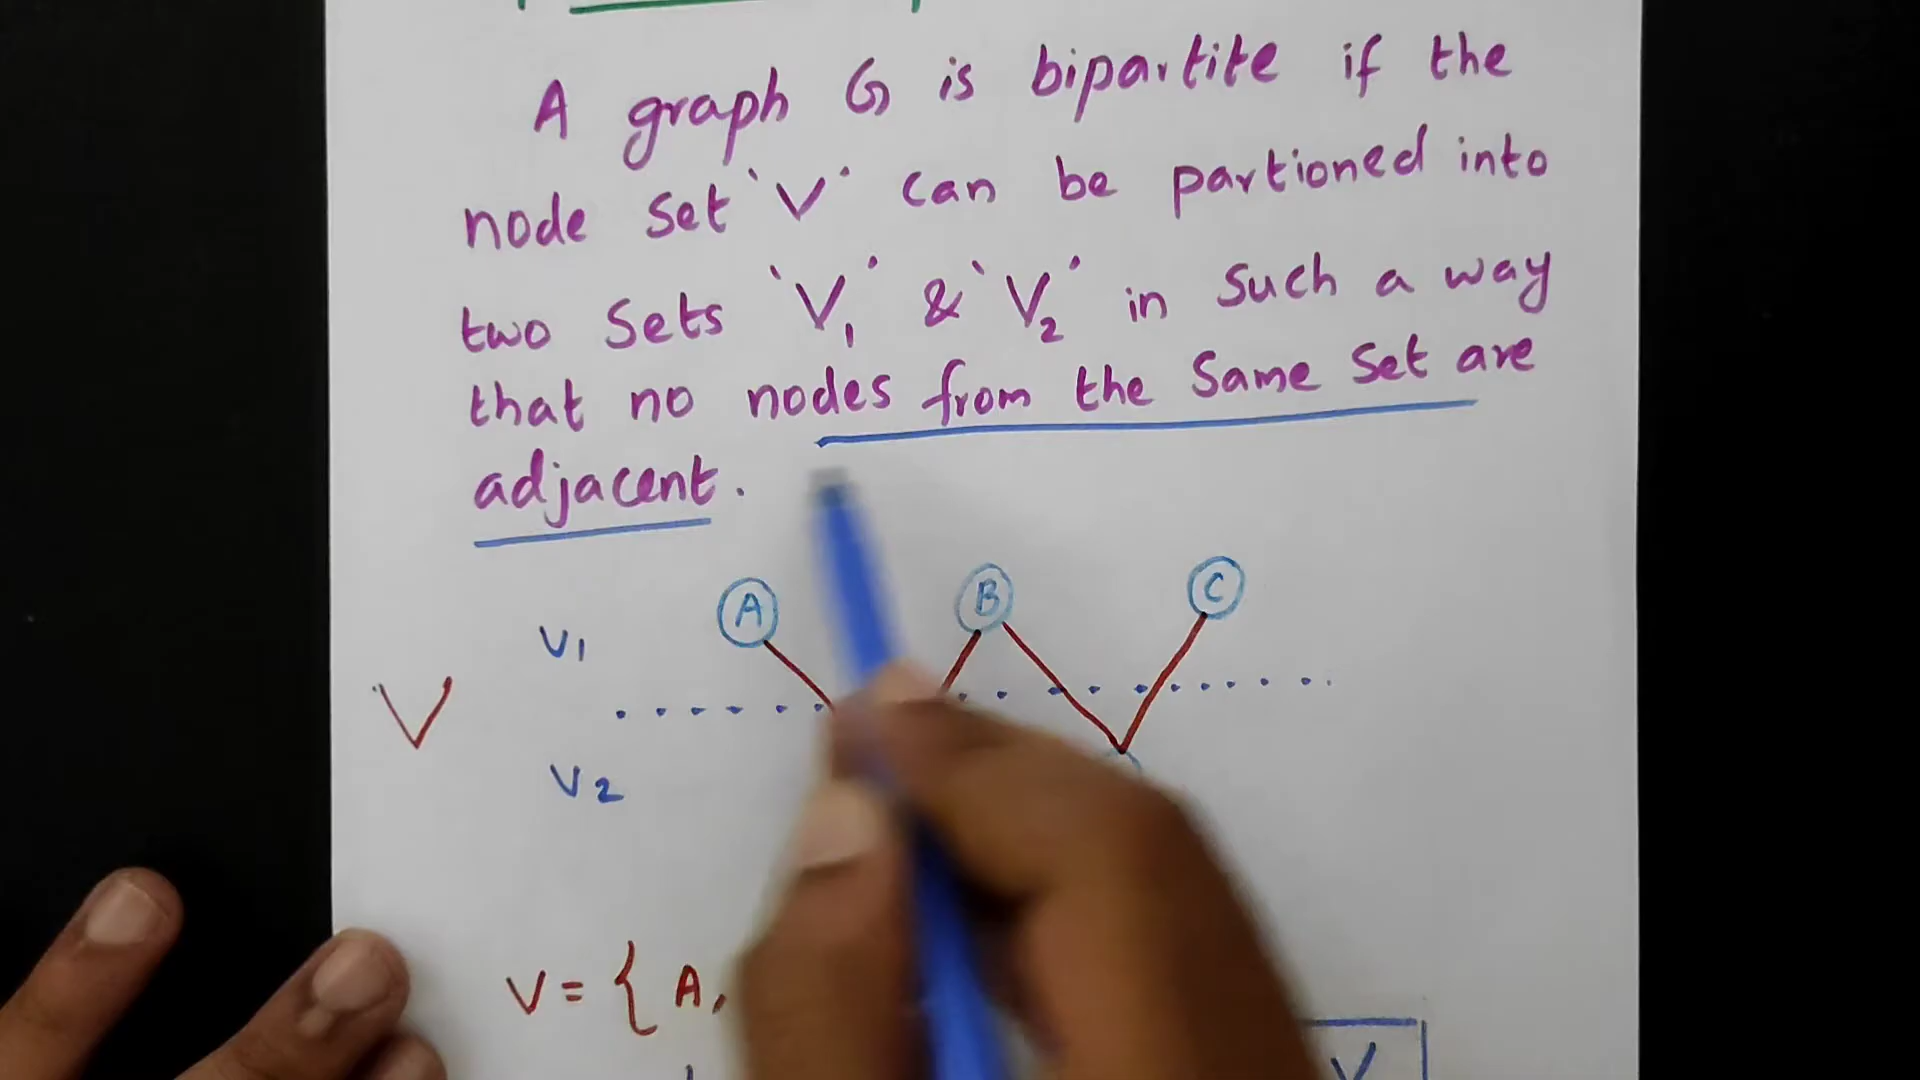 A graph G is bipartite if the
node set 'V' can be partioned into
two sets 'V₁' & 'V₂' in such a way
that no nodes from the same set are
adjacent.
A B C
V1
V
V2
V = { A,
V